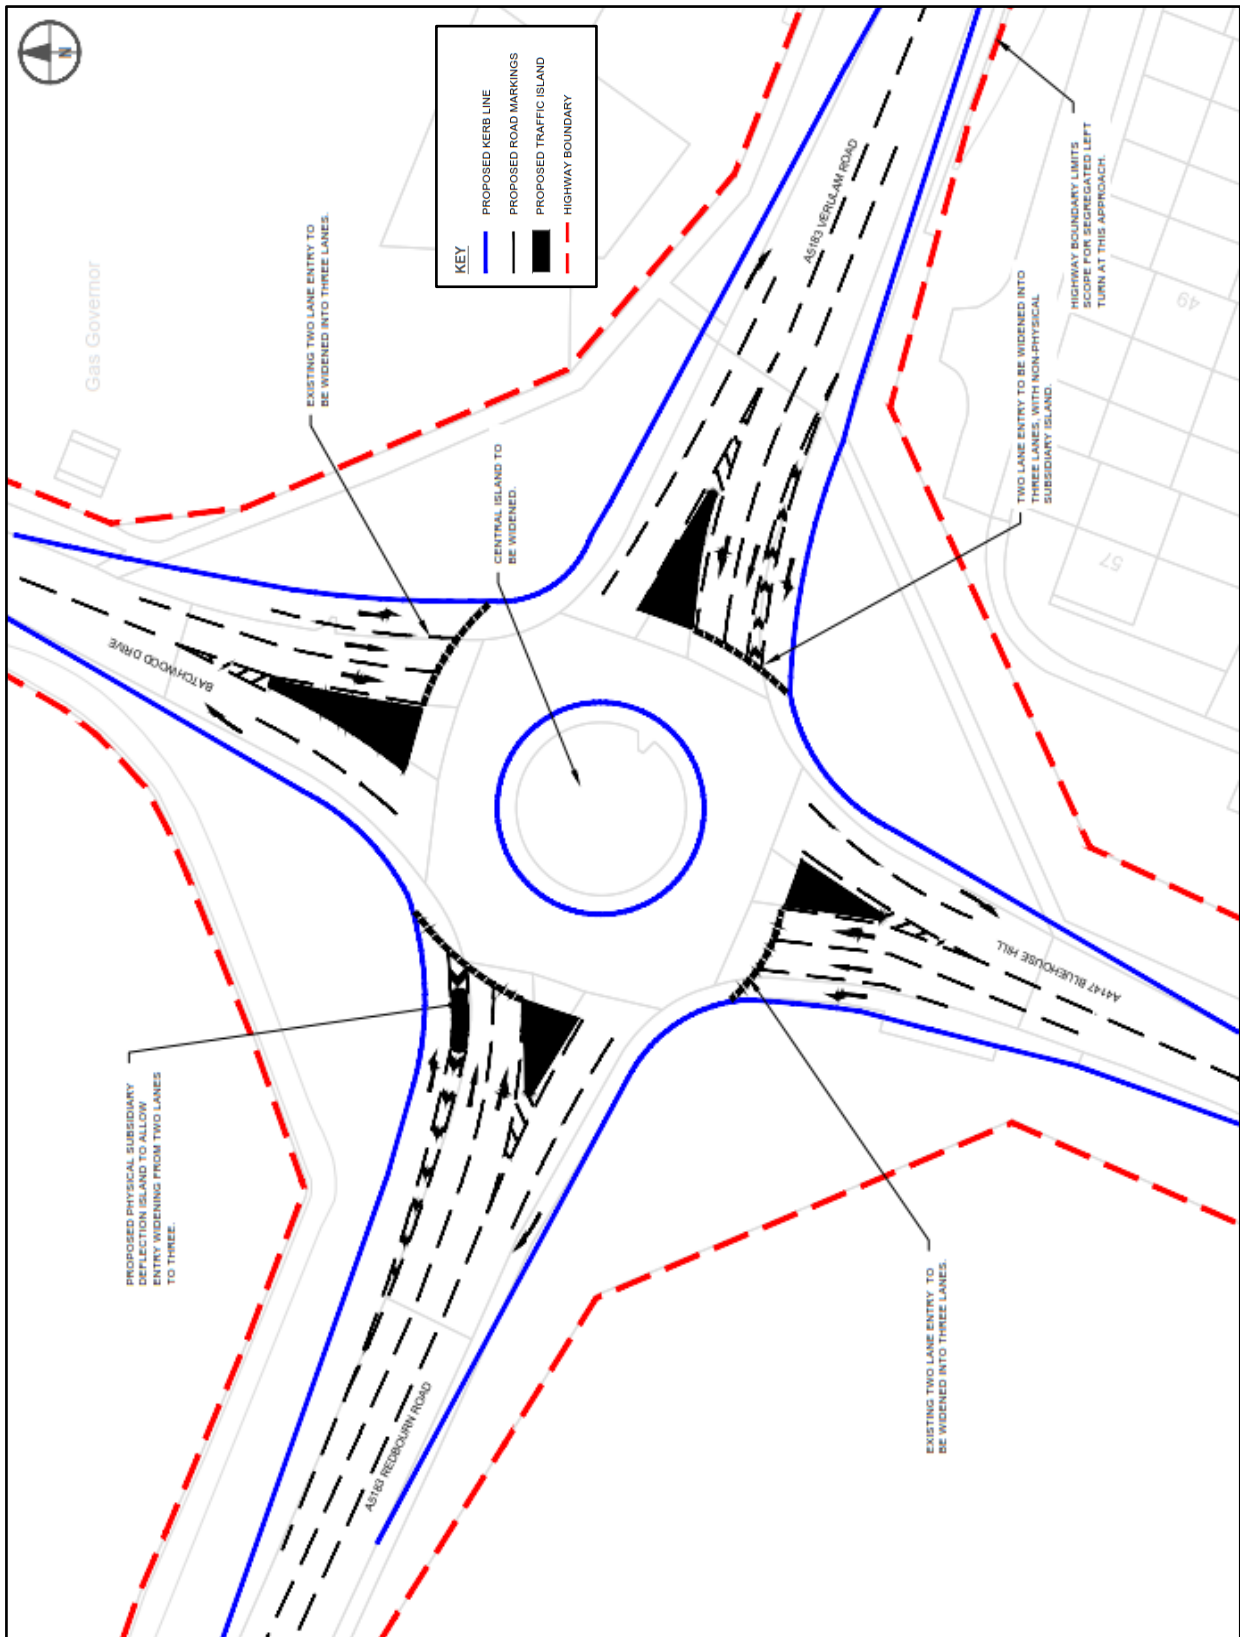 N
KEY
PROPOSED KERB LINE
PROPOSED ROAD MARKINGS
PROPOSED TRAFFIC ISLAND
HIGHWAY BOUNDARY
Gas Governor
EXISTING TWO LANE ENTRY TO
BE WIDENED INTO THREE LANES.
CENTRAL ISLAND TO
BE WIDENED.
BATCHWOOD DRIVE
A5183 VERULAM ROAD
HIGHWAY BOUNDARY LIMITS
SCOPE FOR SEGREGATED LEFT
TURN AT THIS APPROACH.
TWO LANE ENTRY TO BE WIDENED INTO
THREE LANES, WITH NON-PHYSICAL
SUBSIDIARY ISLAND.
49
57
PROPOSED PHYSICAL SUBSIDIARY
DEFLECTION ISLAND TO ALLOW
ENTRY WIDENING FROM TWO LANES
TO THREE.
A5183 REDBOURN ROAD
A4147 BLUEHOUSE HILL
EXISTING TWO LANE ENTRY TO
BE WIDENED INTO THREE LANES.